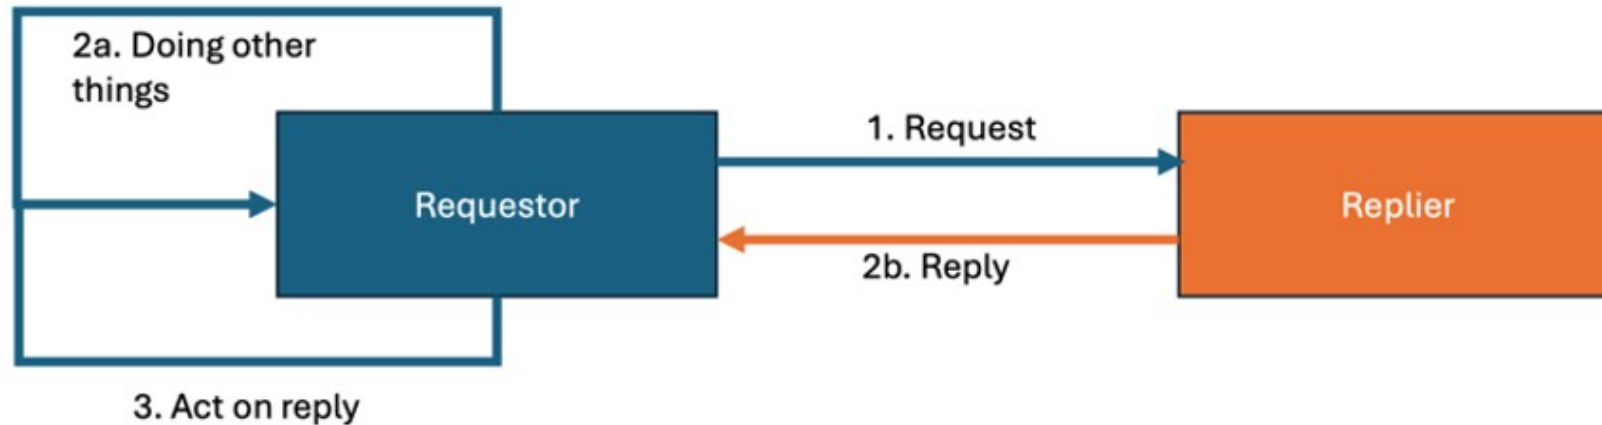 2a. Doing other
things
1. Request
Requestor
Replier
2b. Reply
3. Act on reply